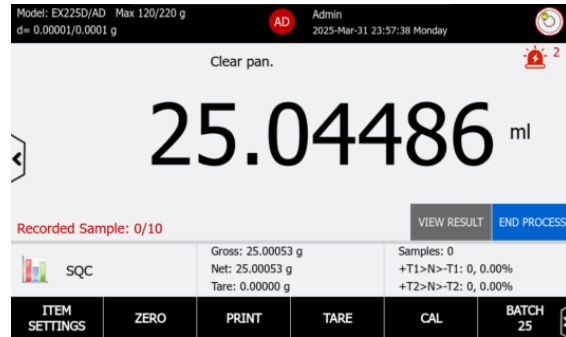 Model: EX225D/AD Max 120/220 g
d= 0.00001/0.0001 g
AD
Admin
2025-Mar-31 23:57:38 Monday
2
Clear pan.
25.04486 ml
Recorded Sample: 0/10
VIEW RESULT
END PROCESS
SQC
Gross: 25.00053 g
Net: 25.00053 g
Tare: 0.00000 g
Samples: 0
+T1>N>-T1: 0, 0.00%
+T2>N>-T2: 0, 0.00%
ITEM
SETTINGS
ZERO
PRINT
TARE
CAL
BATCH
25